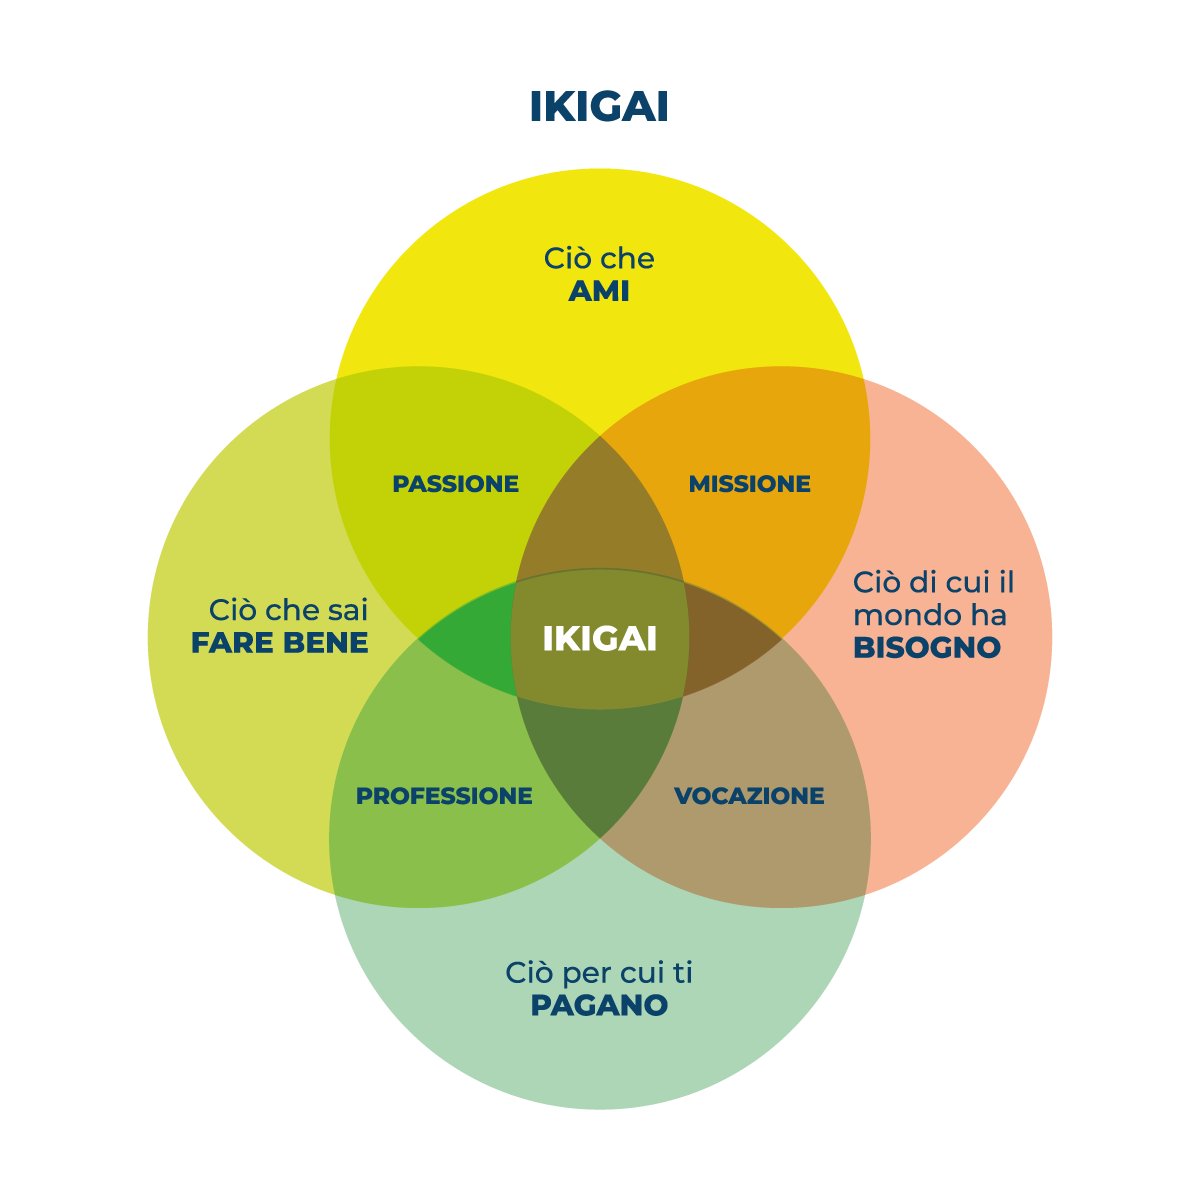 IKIGAI
Ciò che
AMI
PASSIONE
MISSIONE
Ciò che sai
FARE BENE
IKIGAI
Ciò di cui il
mondo ha
BISOGNO
PROFESSIONE
VOCAZIONE
Ciò per cui ti
PAGANO